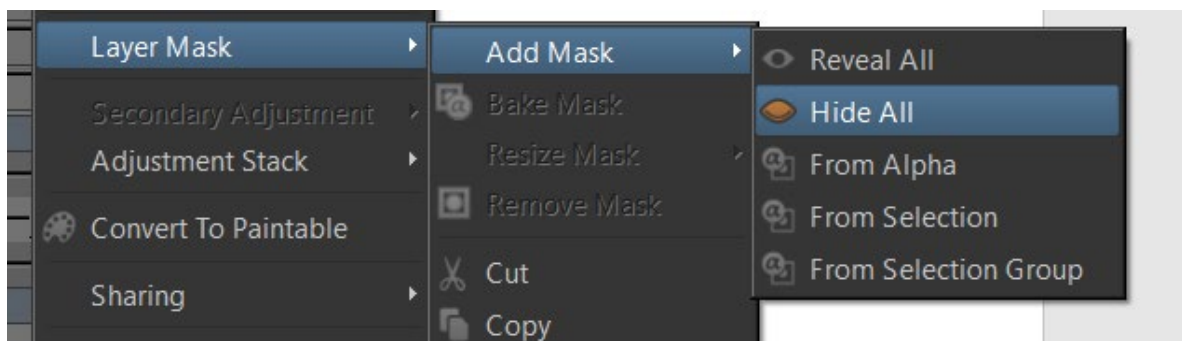 Layer Mask
Secondary Adjustment
Adjustment Stack
Convert To Paintable
Sharing
Add Mask
Bake Mask
Resize Mask
Remove Mask
Cut
Copy
Reveal All
Hide All
From Alpha
From Selection
From Selection Group